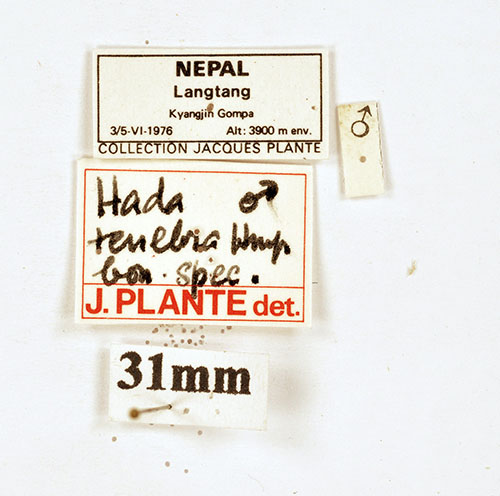 NEPAL
Langtang
Kyangjin Gompa
3/5-VI-1976 Alt: 3900 m env.
COLLECTION JACQUES PLANTE
♂
Hada ♂
tenebra Hmps
bon. spec.
J. PLANTE det.
31mm